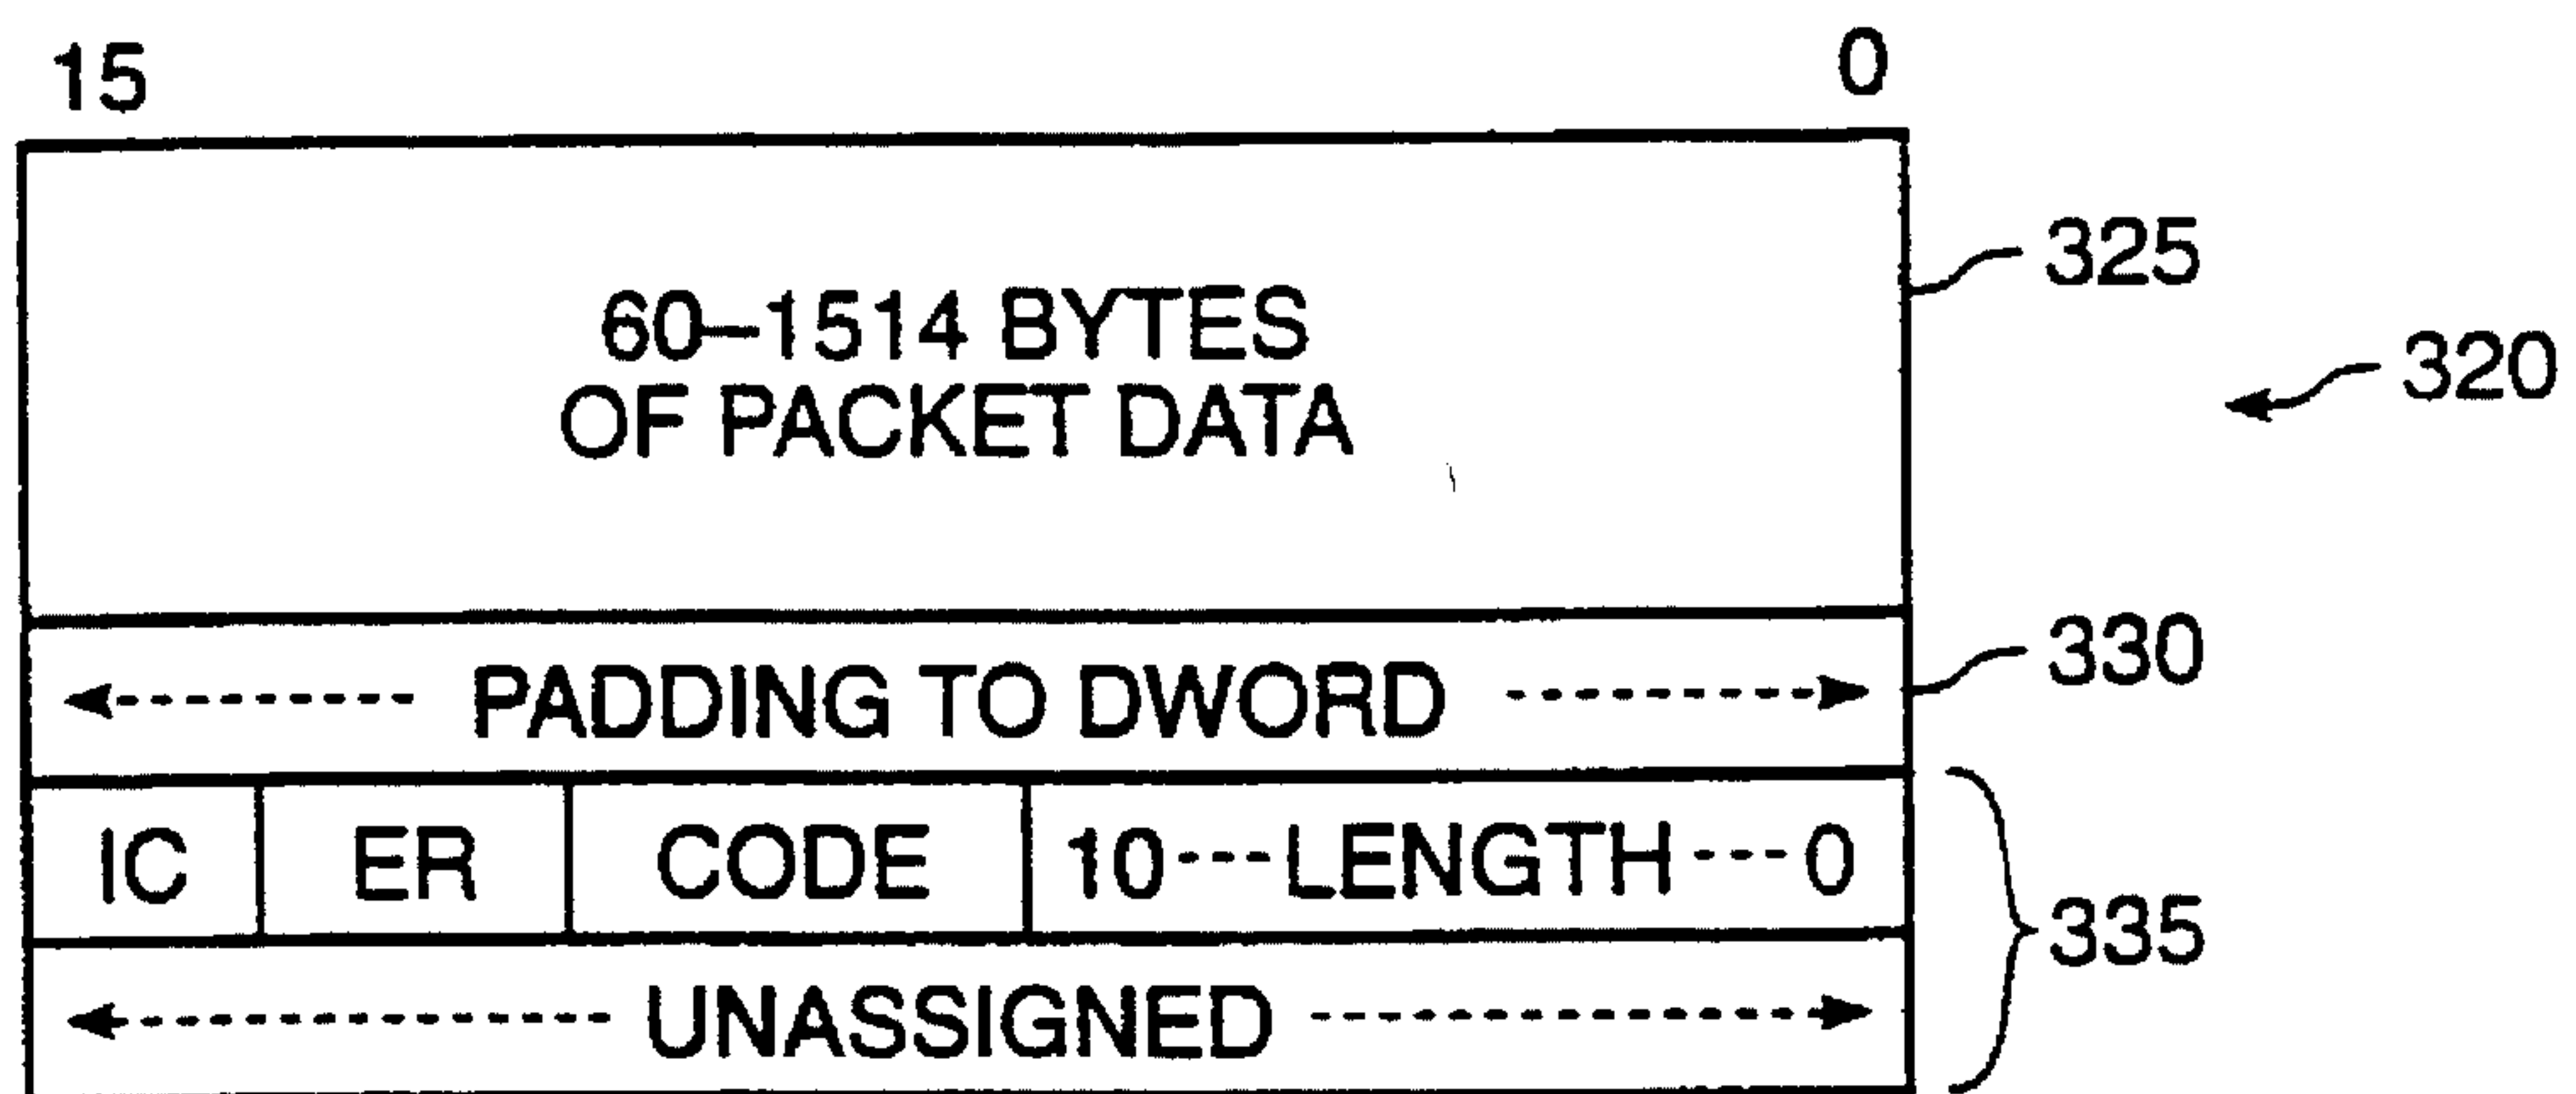 15 0
60–1514 BYTES
OF PACKET DATA
325
320
PADDING TO DWORD
330
IC ER CODE 10---LENGTH---0
335
UNASSIGNED